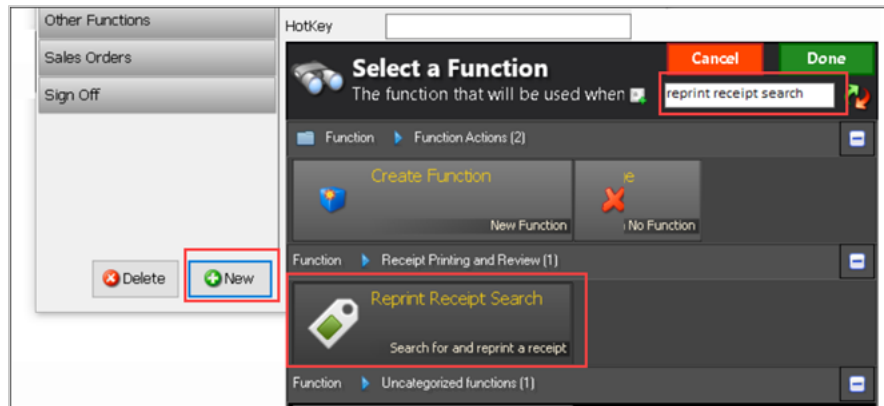 Other Functions
Sales Orders
Sign Off
Delete
New
HotKey
Select a Function
The function that will be used when
Cancel
Done
reprint receipt search
Function Function Actions (2)
Create Function
New Function
No Function
Function Receipt Printing and Review (1)
Reprint Receipt Search
Search for and reprint a receipt
Function Uncategorized functions (1)